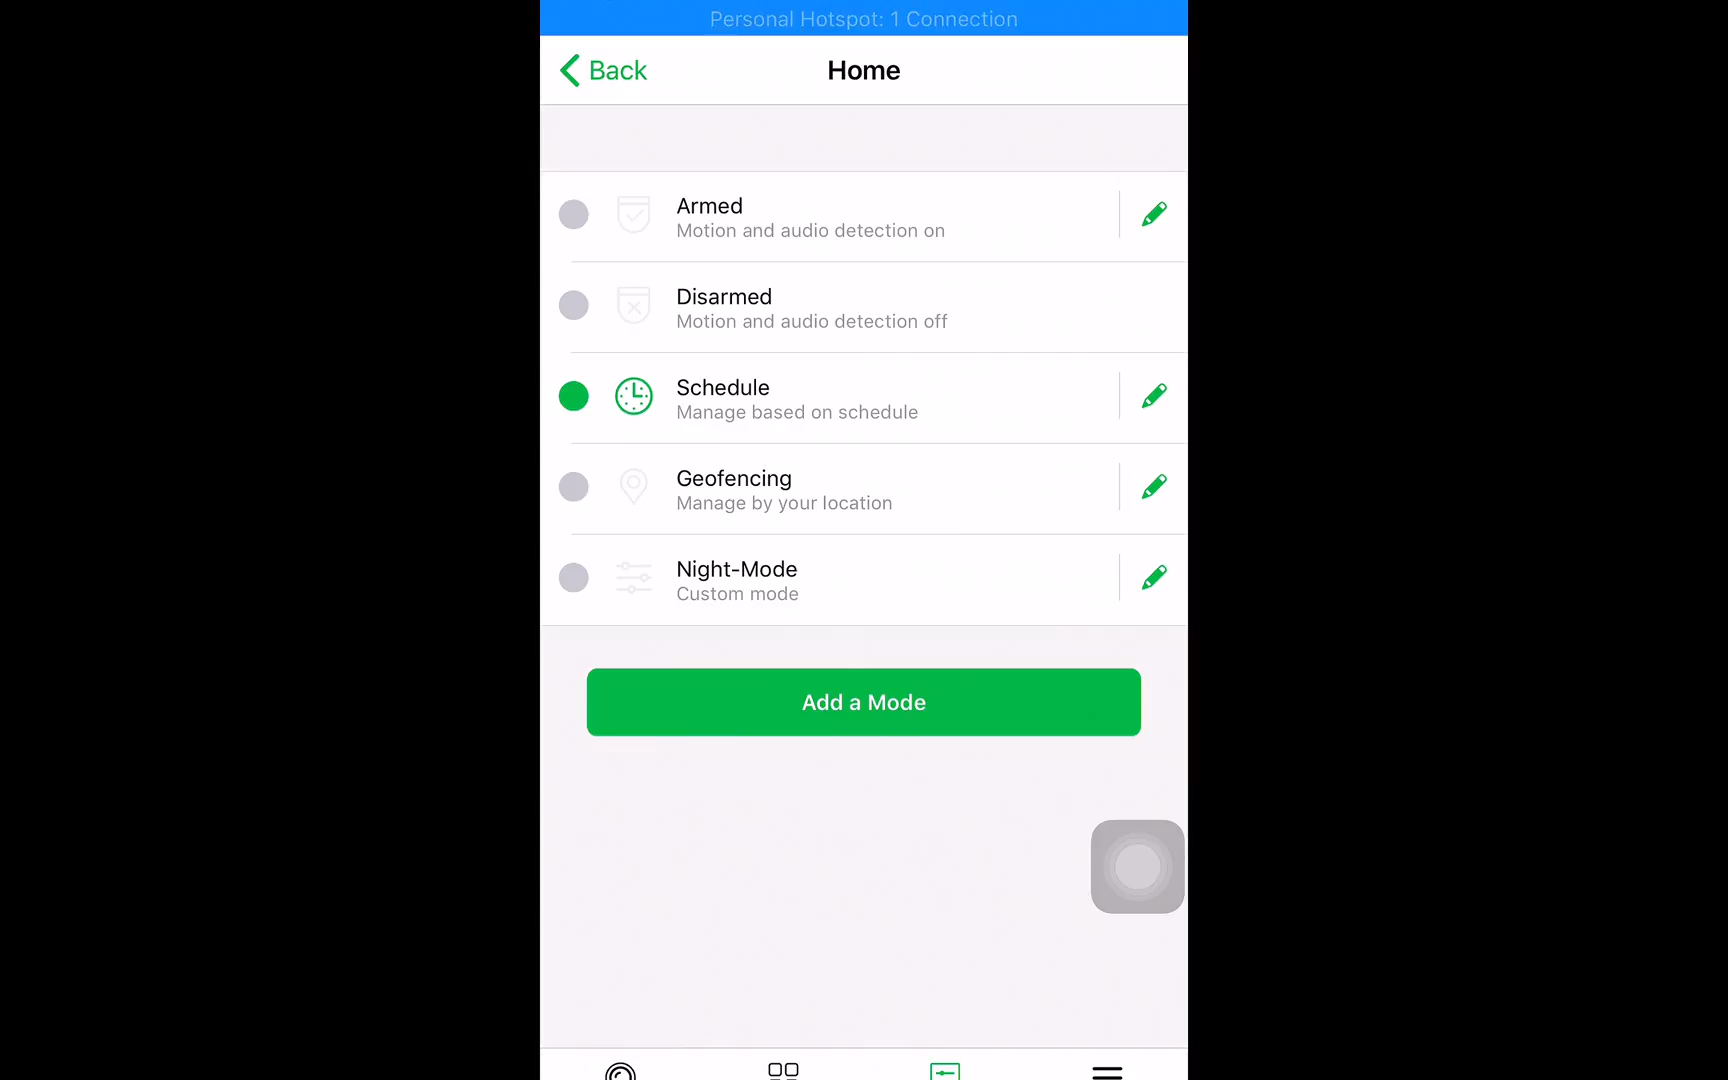 Personal Hotspot: 1 Connection
Back
Home
Armed
Motion and audio detection on
Disarmed
Motion and audio detection off
Schedule
Manage based on schedule
Geofencing
Manage by your location
Night-Mode
Custom mode
Add a Mode